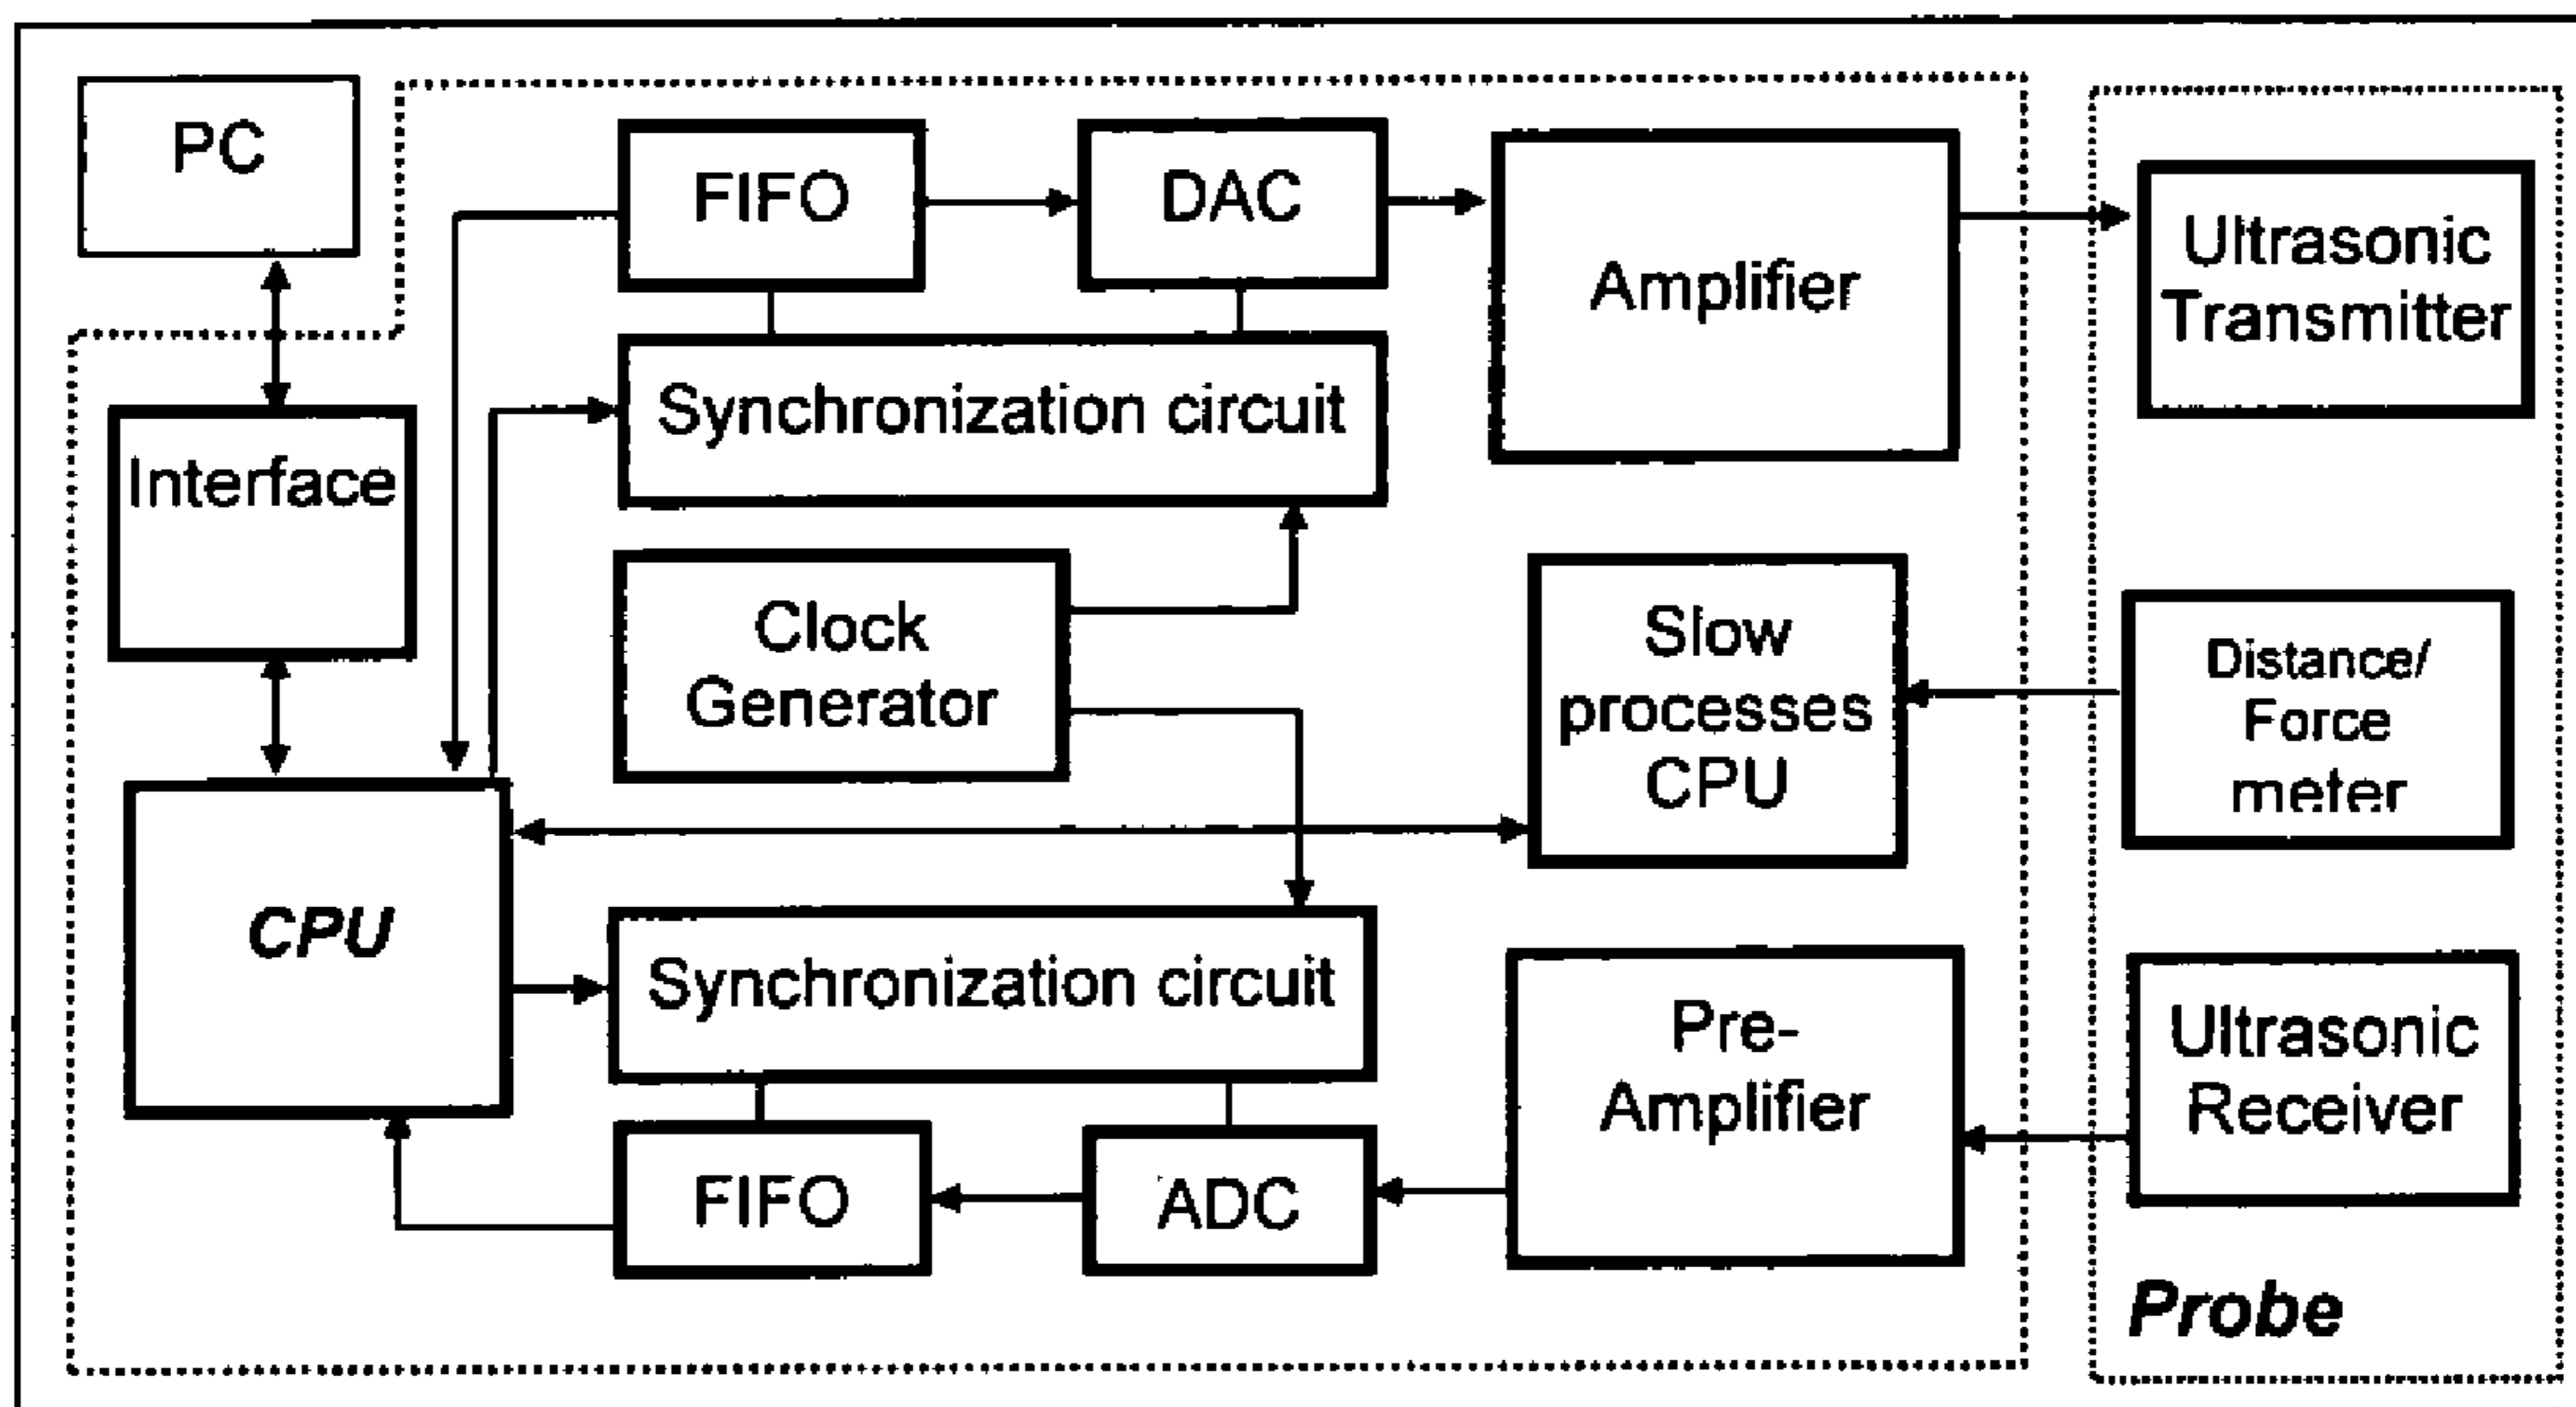 PC
FIFO
DAC
Amplifier
Ultrasonic
Transmitter
Synchronization circuit
Interface
Clock
Generator
Slow
processes
CPU
Distance/
Force
meter
CPU
Synchronization circuit
Pre-
Amplifier
Ultrasonic
Receiver
FIFO
ADC
Probe